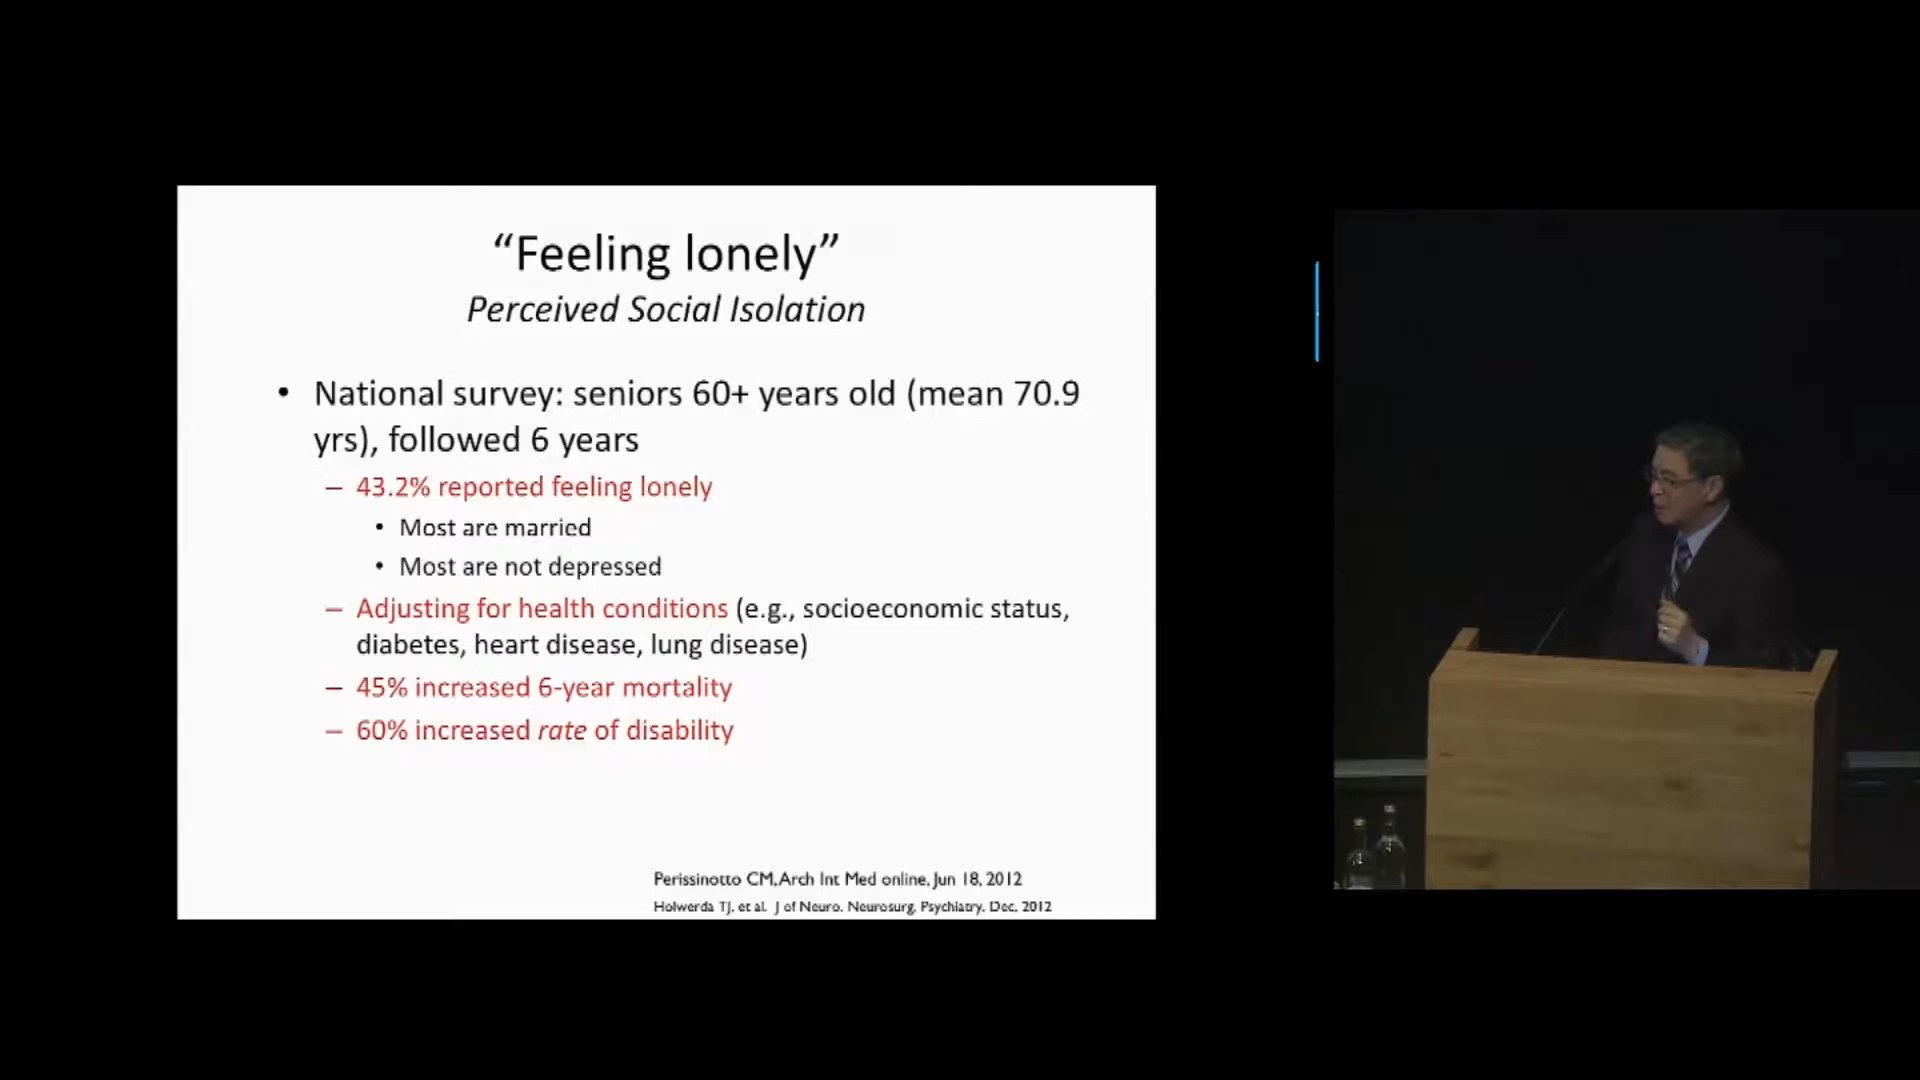 “Feeling lonely”
Perceived Social Isolation
• National survey: seniors 60+ years old (mean 70.9
yrs), followed 6 years
– 43.2% reported feeling lonely
• Most are married
• Most are not depressed
– Adjusting for health conditions (e.g., socioeconomic status,
diabetes, heart disease, lung disease)
– 45% increased 6-year mortality
– 60% increased rate of disability
Perissinotto CM, Arch Int Med online, Jun 18, 2012
Holwerda TJ, et al. J of Neuro. Neurosurg. Psychiatry. Dec. 2012